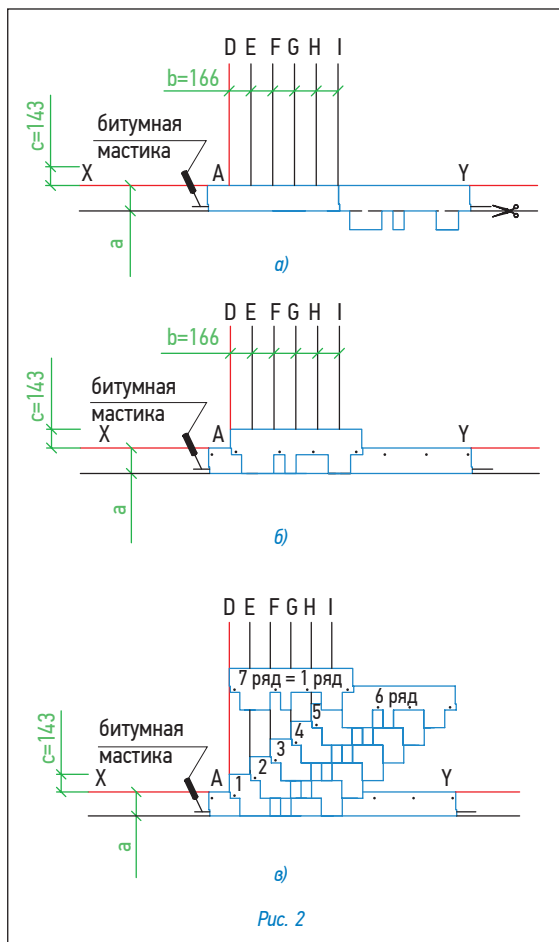 D E F G H I
b=166
c=143
битумная
мастика
X A Y
a
а)
D E F G H I
b=166
c=143
битумная
мастика
X A Y
a
б)
D E F G H I
7 ряд = 1 ряд
6 ряд
5
4
3
2
1
c=143
битумная
мастика
X A Y
a
в)
Рис. 2